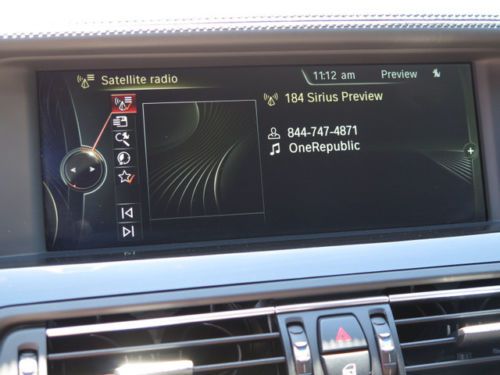 Satellite radio
11:12 am
Preview
184 Sirius Preview
844-747-4871
OneRepublic